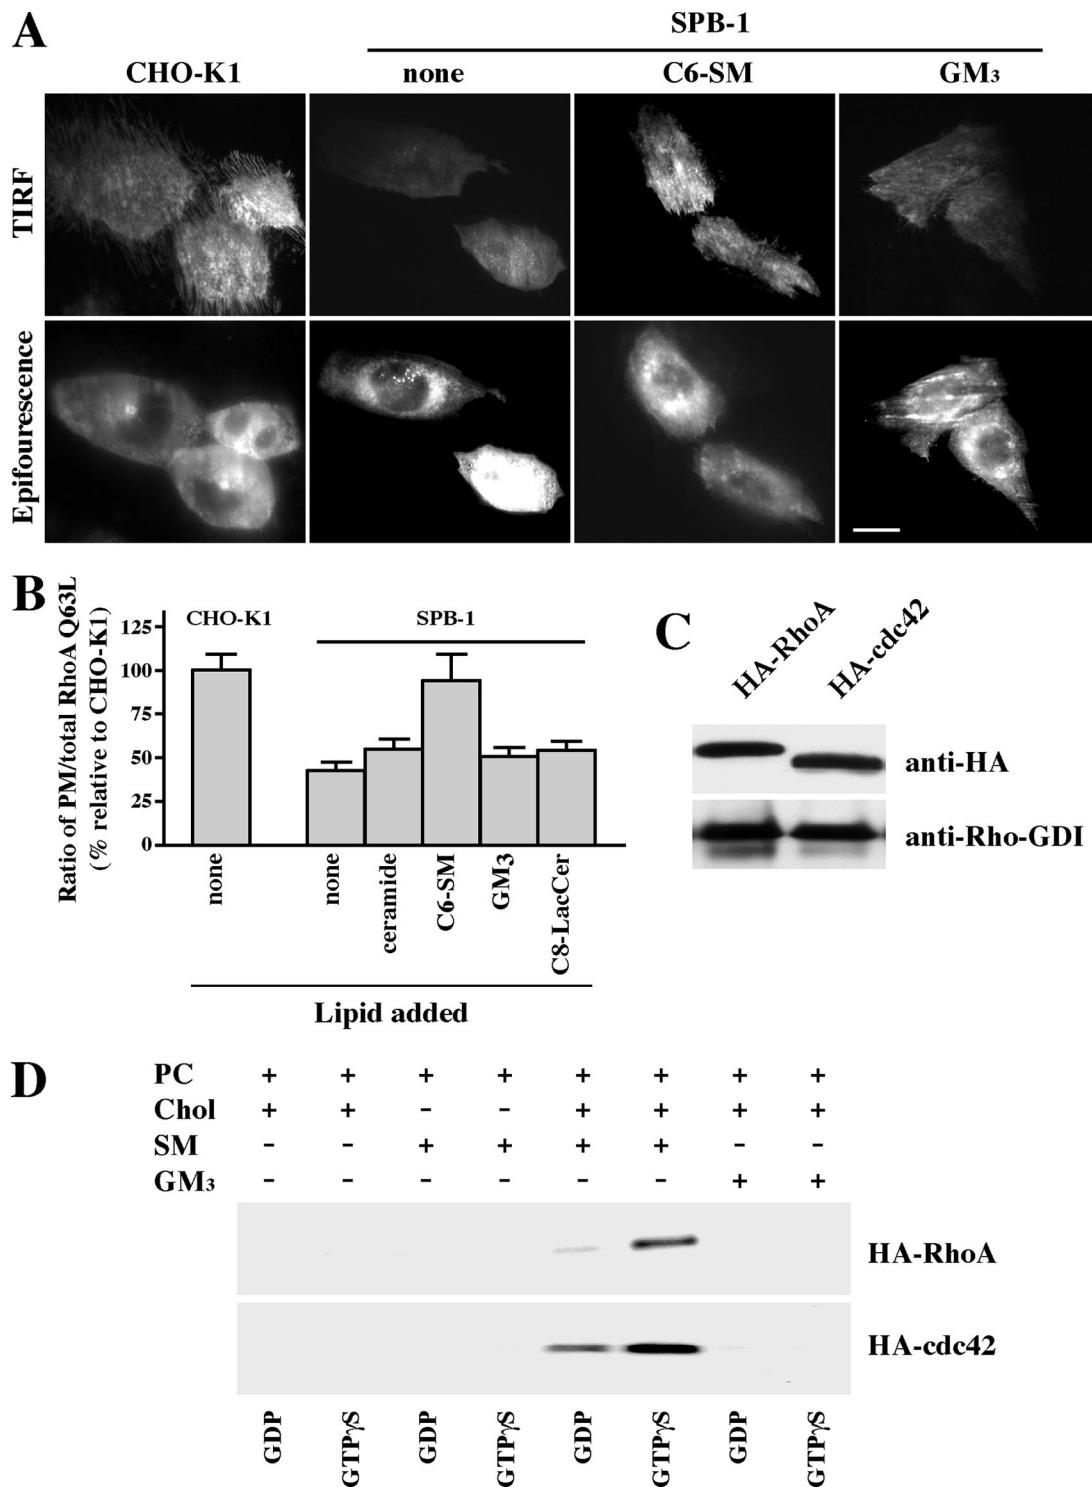 A
SPB-1
CHO-K1 none C6-SM GM3
TIRF
Epifourescence
B
Ratio of PM/total RhoA Q63L
(% relative to CHO-K1)
125
100
75
50
25
0
CHO-K1 SPB-1
none none ceramide C6-SM GM3 C8-LacCer
Lipid added
C
HA-RhoA HA-cdc42
anti-HA
anti-Rho-GDI
D
PC + + + + + + + +
Chol + + - - + + + +
SM - - + + + + - -
GM3 - - - - - - + +
HA-RhoA
HA-cdc42
GDP GTPγS GDP GTPγS GDP GTPγS GDP GTPγS